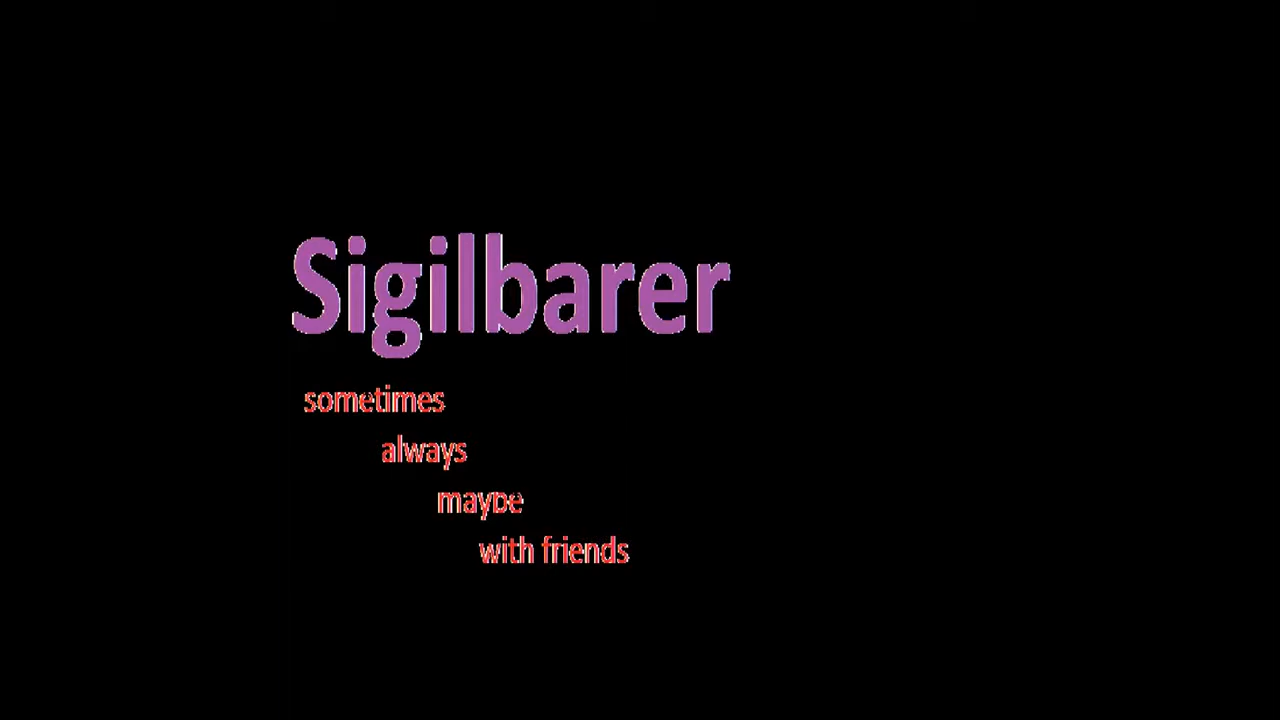 Sigilbarer
sometimes
always
maybe
with friends